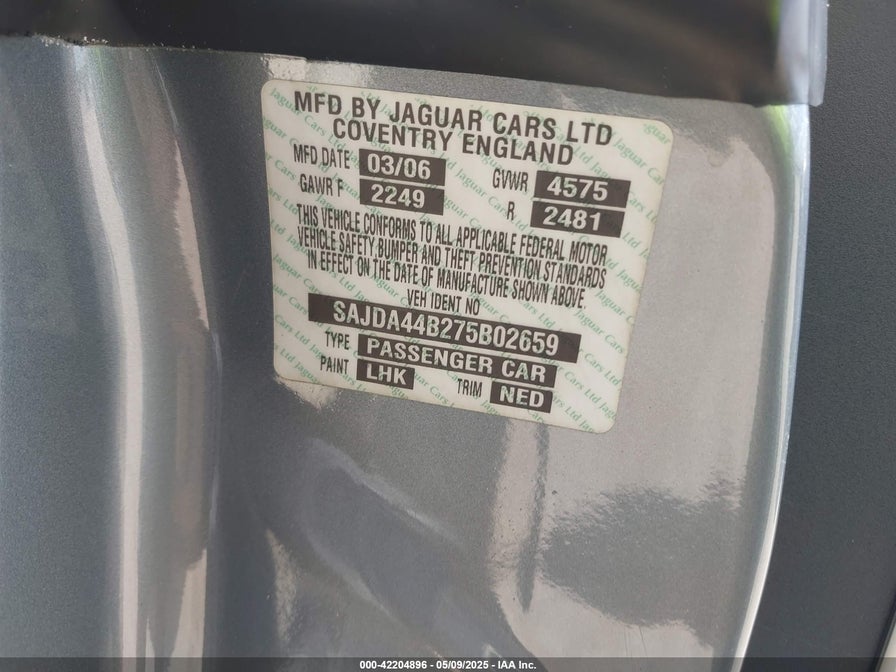 MFD BY JAGUAR CARS LTD
COVENTRY ENGLAND
MFD DATE 03/06 GVWR 4575
GAWR F 2249 R 2481
THIS VEHICLE CONFORMS TO ALL APPLICABLE FEDERAL MOTOR
VEHICLE SAFETY BUMPER AND THEFT PREVENTION STANDARDS
IN EFFECT ON THE DATE OF MANUFACTURE SHOWN ABOVE
VEH IDENT NO
SAJDA44B275B02659
TYPE PASSENGER CAR
PAINT LHK TRIM NED
000-42204896 - 05/09/2025 - IAA Inc.